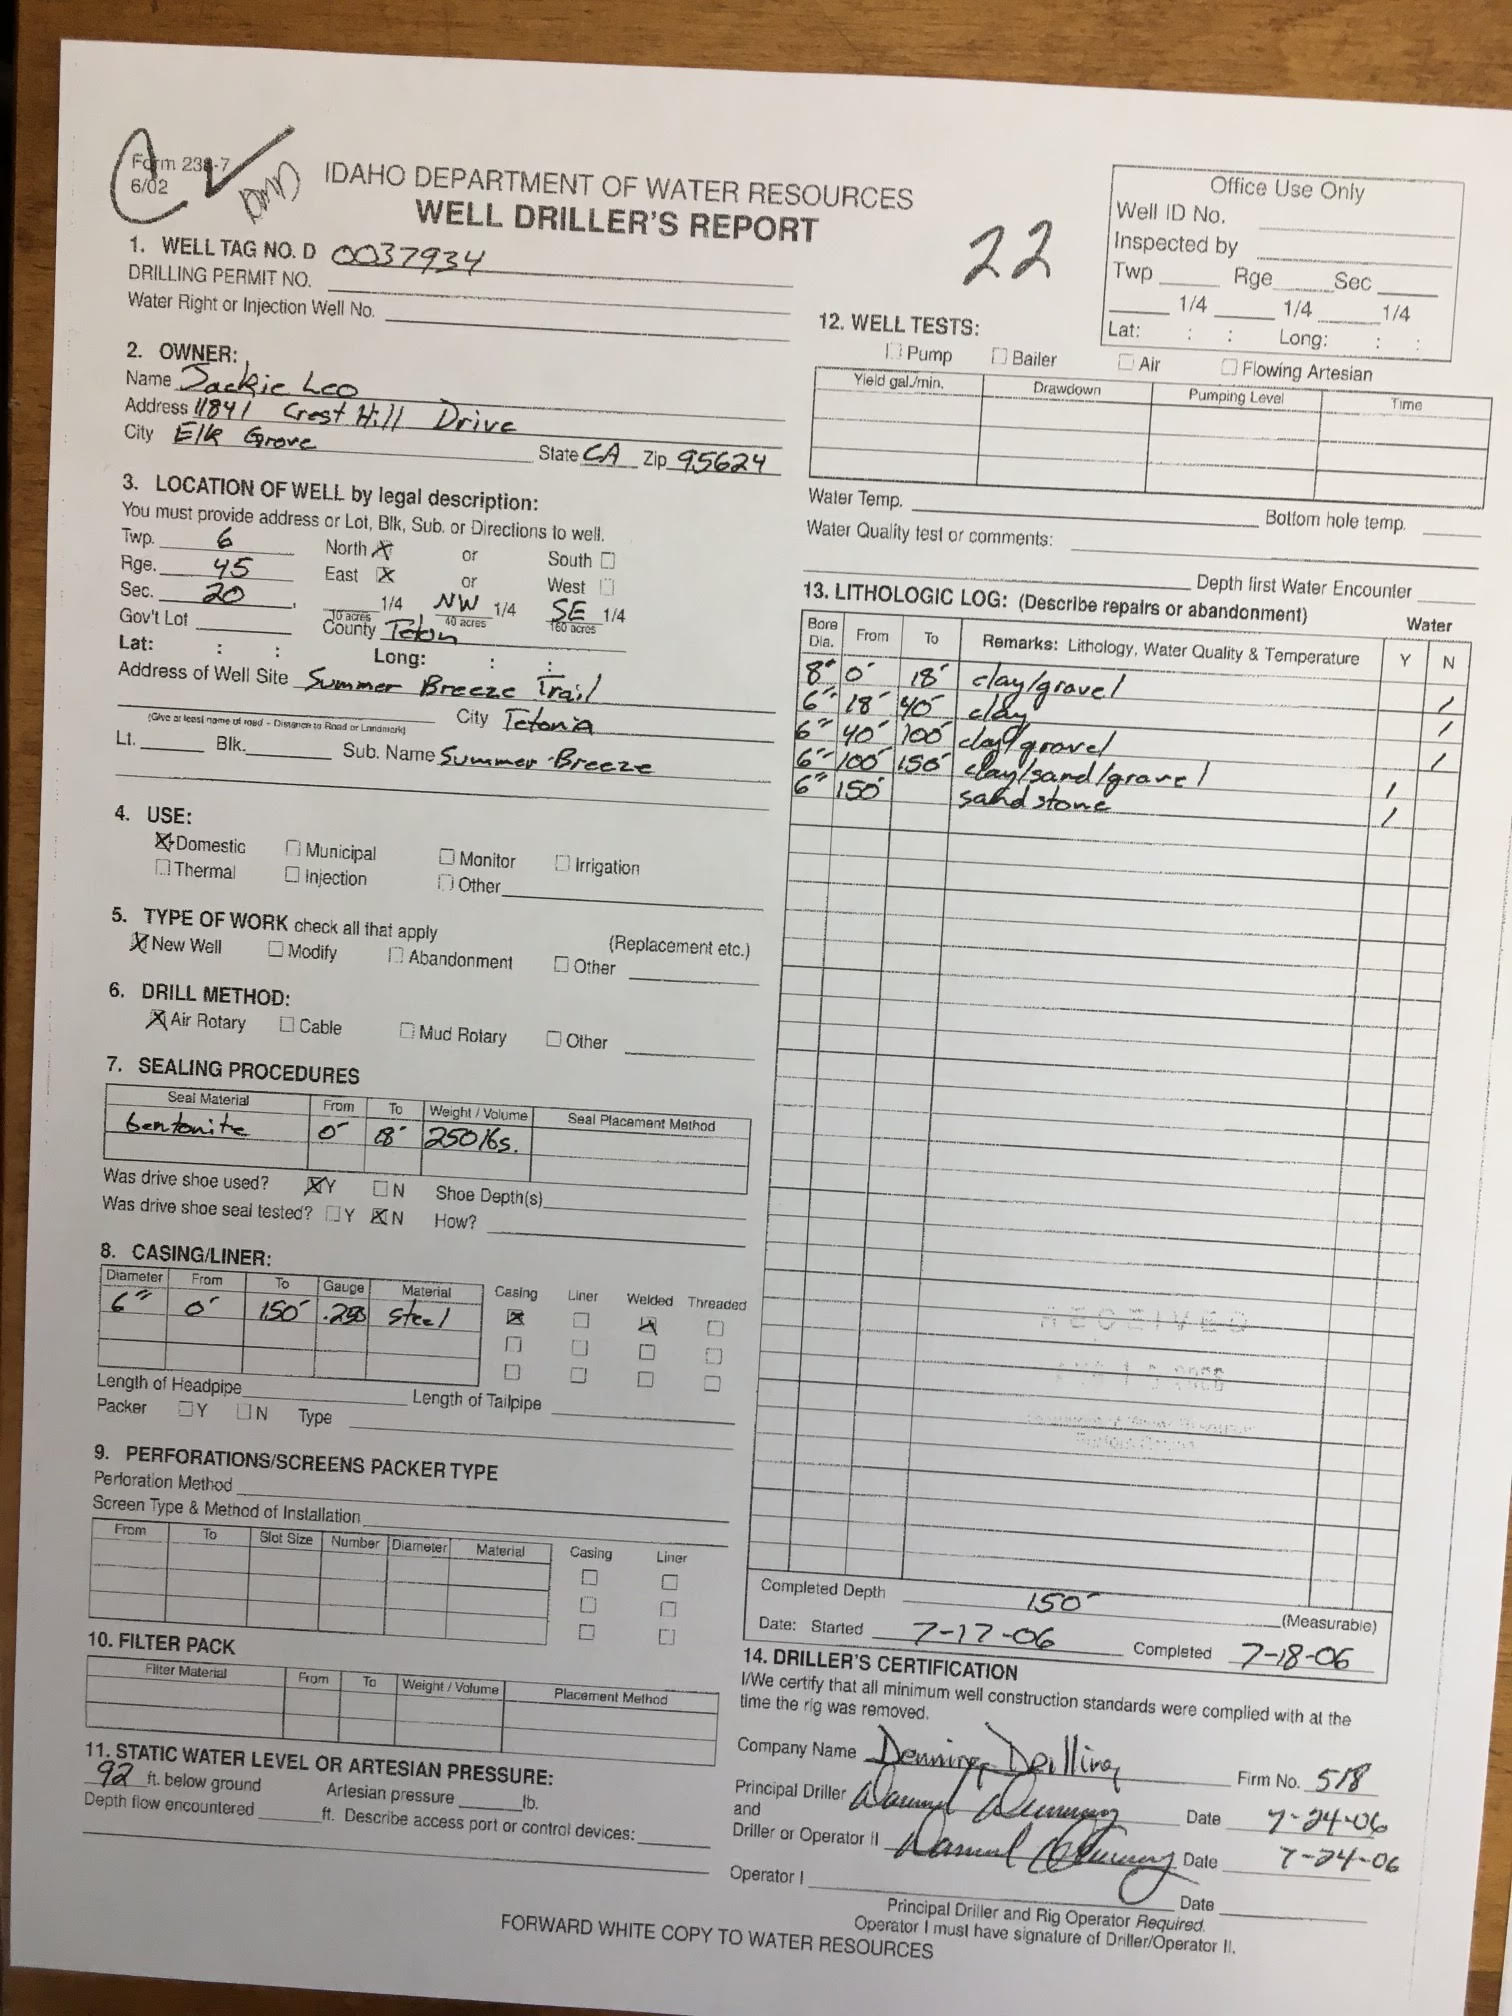 Form 238-7
6/02
IDAHO DEPARTMENT OF WATER RESOURCES
WELL DRILLER'S REPORT
22
Office Use Only
Well ID No.
Inspected by
Twp Rge Sec
1/4 1/4 1/4
Lat: : : Long: : :
1. WELL TAG NO. D 0037934
DRILLING PERMIT NO.
Water Right or Injection Well No.
2. OWNER:
Name Jackie Leo
Address 11841 Crest Hill Drive
City Elk Grove State CA Zip 95624
3. LOCATION OF WELL by legal description:
You must provide address or Lot, Blk, Sub. or Directions to well.
Twp. 6 North X or South
Rge. 45 East X or West
Sec. 20 , 1/4 NW 1/4 SE 1/4
10 acres 40 acres 160 acres
Gov't Lot County Teton
Lat: : : Long: : :
Address of Well Site Summer Breeze Trail
City Tetonia
(Give at least name of road - Distance to Road or Landmark)
Lt. Blk. Sub. Name Summer Breeze
4. USE:
X Domestic Municipal Monitor Irrigation
Thermal Injection Other
5. TYPE OF WORK check all that apply (Replacement etc.)
X New Well Modify Abandonment Other
6. DRILL METHOD:
X Air Rotary Cable Mud Rotary Other
7. SEALING PROCEDURES
Seal Material From To Weight / Volume Seal Placement Method
bentonite 0' 18' 250 lbs.
Was drive shoe used? X Y N Shoe Depth(s)
Was drive shoe seal tested? Y X N How?
8. CASING/LINER:
Diameter From To Gauge Material Casing Liner Welded Threaded
6" 0' 150' .250 steel X X
Length of Headpipe Length of Tailpipe
Packer Y N Type
9. PERFORATIONS/SCREENS PACKER TYPE
Perforation Method
Screen Type & Method of Installation
From To Slot Size Number Diameter Material Casing Liner
10. FILTER PACK
Filter Material From To Weight / Volume Placement Method
11. STATIC WATER LEVEL OR ARTESIAN PRESSURE:
92 ft. below ground Artesian pressure lb.
Depth flow encountered ft. Describe access port or control devices:
12. WELL TESTS:
Pump Bailer Air Flowing Artesian
Yield gal./min. Drawdown Pumping Level Time
Water Temp. Bottom hole temp.
Water Quality test or comments:
Depth first Water Encounter
13. LITHOLOGIC LOG: (Describe repairs or abandonment) Water
Bore Dia. From To Remarks: Lithology, Water Quality & Temperature Y N
8" 0' 18' clay/gravel /
6" 18' 40' clay /
6" 40' 100' clay/gravel /
6" 100' 150' clay/sand/gravel /
6" 150' sandstone /
RECEIVED
Completed Depth 150' (Measurable)
Date: Started 7-17-06 Completed 7-18-06
14. DRILLER'S CERTIFICATION
I/We certify that all minimum well construction standards were complied with at the
time the rig was removed.
Company Name Denning Drilling Firm No. 518
Principal Driller Date 7-24-06
and
Driller or Operator II Date 7-24-06
Operator I Date
Principal Driller and Rig Operator Required.
Operator I must have signature of Driller/Operator II.
FORWARD WHITE COPY TO WATER RESOURCES